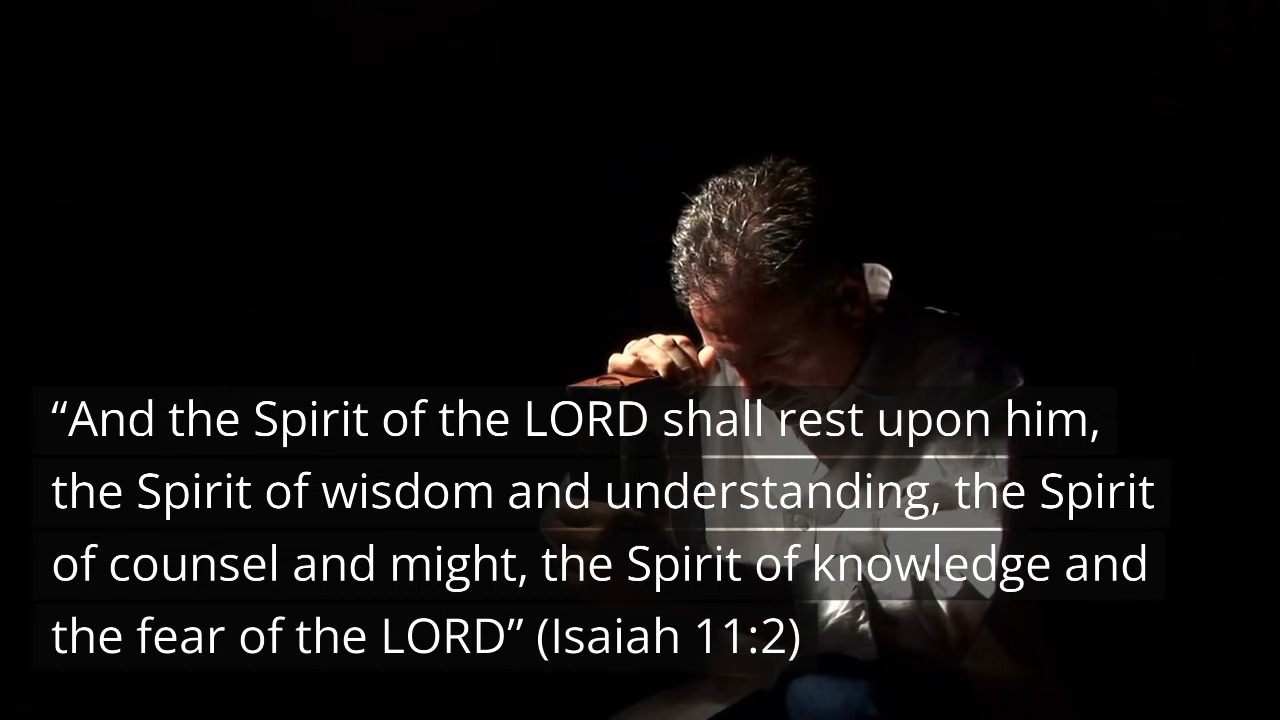 “And the Spirit of the LORD shall rest upon him,
the Spirit of wisdom and understanding, the Spirit
of counsel and might, the Spirit of knowledge and
the fear of the LORD” (Isaiah 11:2)